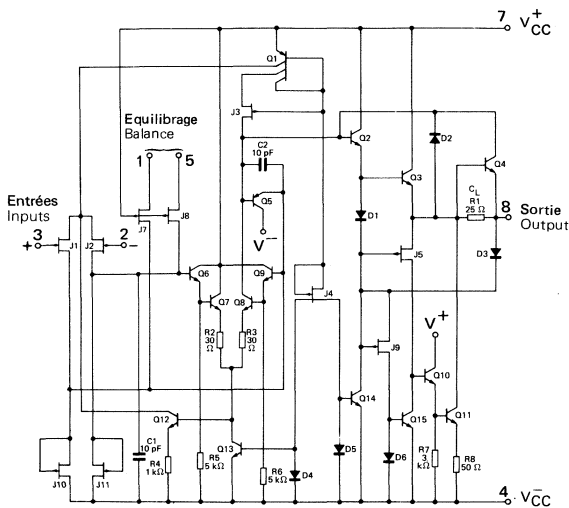 7 V⁺CC
Q1
J3
Equilibrage
Balance
1 5
C2
10 pF
Q2
D2
Q4
Q3
CL
R1
25 Ω
8 Sortie
Output
Entrées
Inputs
3
+
J1
J2
2
-
J7
J8
Q5
V⁻
D1
J5
D3
Q6
Q7
Q8
Q9
J4
R2
30
Ω
R3
30
Ω
J9
V⁺
Q10
Q12
Q13
Q14
Q15
Q11
C1
10 pF
R4
1 kΩ
R5
5 kΩ
R6
5 kΩ
D4
D5
D6
R7
3
kΩ
R8
50 Ω
J10
J11
4 V⁻CC